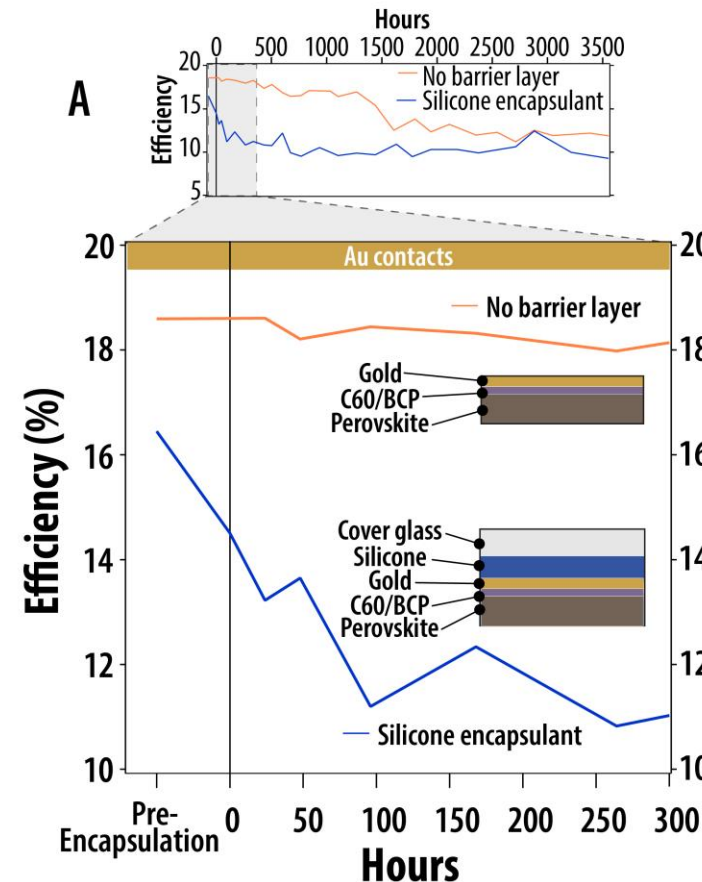 A
Hours
0 500 1000 1500 2000 2500 3000 3500
Efficiency
20
15
10
5
No barrier layer
Silicone encapsulant
Au contacts
No barrier layer
Gold
C60/BCP
Perovskite
Cover glass
Silicone
Gold
C60/BCP
Perovskite
Silicone encapsulant
Efficiency (%)
20
18
16
14
12
10
20
18
16
14
12
10
Pre-
Encapsulation
0 50 100 150 200 250 300
Hours